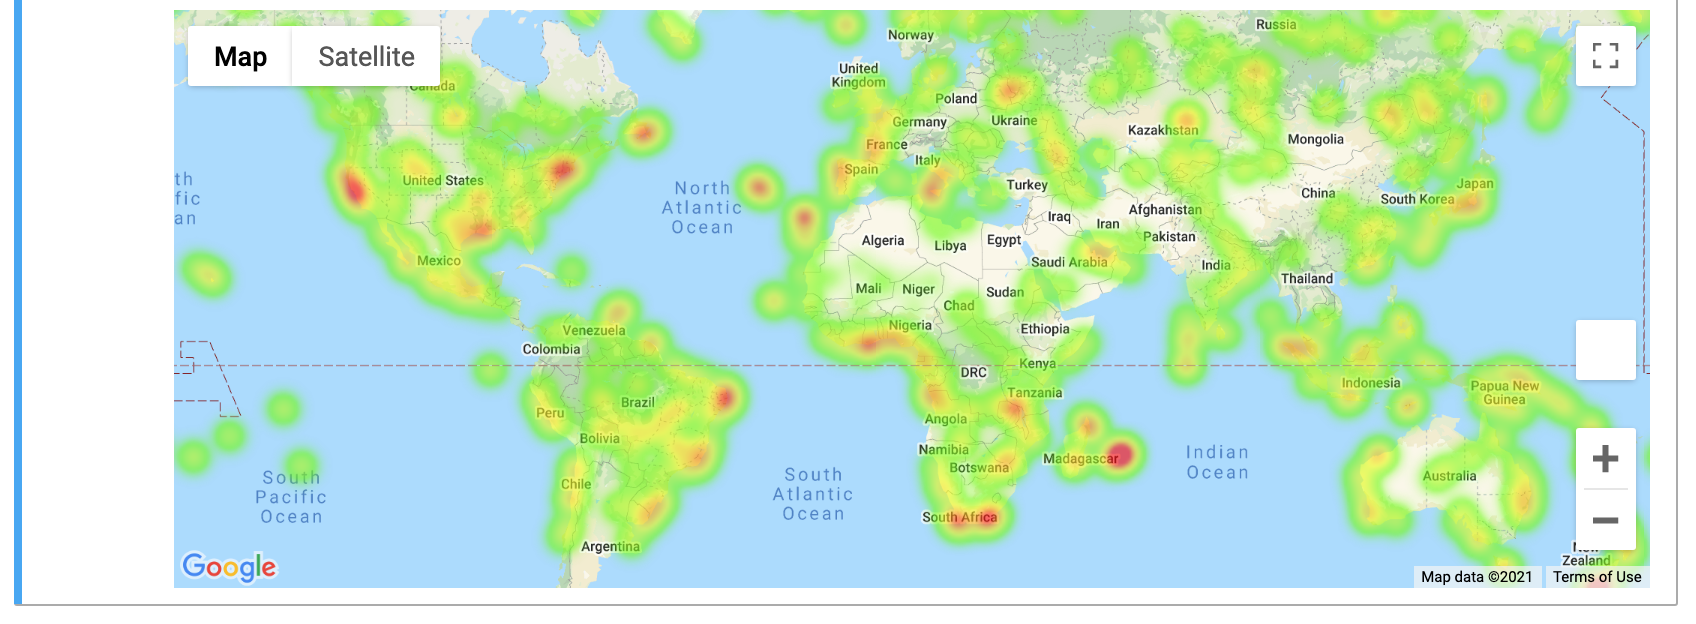 Map
Satellite
Russia
Norway
United
Kingdom
Canada
Poland
Germany
Ukraine
Kazakhstan
Mongolia
France
Italy
Spain
United States
th
fic
an
North
Atlantic
Ocean
Turkey
China
Japan
South Korea
Iraq
Iran
Afghanistan
Pakistan
Algeria
Libya
Egypt
Mexico
Saudi Arabia
India
Thailand
Mali
Niger
Sudan
Chad
Venezuela
Nigeria
Ethiopia
Colombia
DRC
Kenya
Indonesia
Papua New
Guinea
Peru
Brazil
Tanzania
Angola
Bolivia
Namibia
Botswana
Madagascar
Indian
Ocean
Chile
South
Pacific
Ocean
South
Atlantic
Ocean
Australia
South Africa
Argentina
New
Zealand
Google
Map data ©2021
Terms of Use